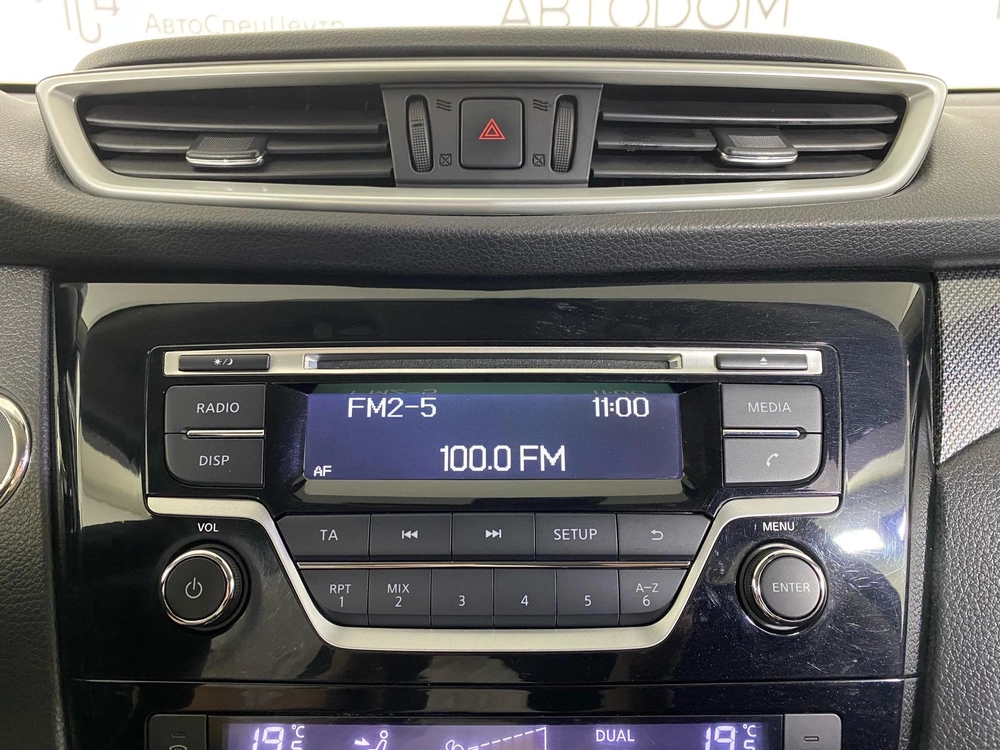 АвтоСпецЦентр
АВТОDОМ
RADIO
DISP
FM2-5
11:00
100.0 FM
AF
MEDIA
VOL
MENU
TA
SETUP
RPT
1
MIX
2
3
4
5
A-Z
6
ENTER
19.5°C
DUAL
19.5°C